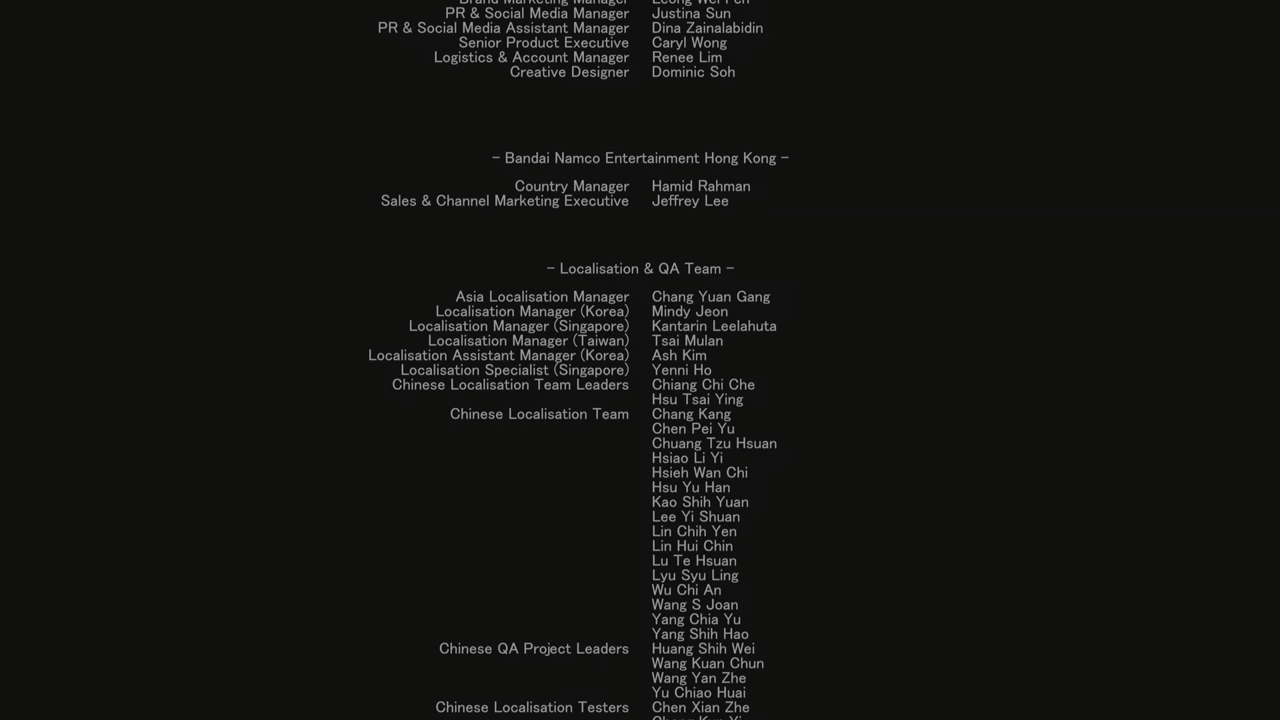 Brand Marketing Manager Leong Wei Fen
PR & Social Media Manager Justina Sun
PR & Social Media Assistant Manager Dina Zainalabidin
Senior Product Executive Caryl Wong
Logistics & Account Manager Renee Lim
Creative Designer Dominic Soh
– Bandai Namco Entertainment Hong Kong –
Country Manager Hamid Rahman
Sales & Channel Marketing Executive Jeffrey Lee
– Localisation & QA Team –
Asia Localisation Manager Chang Yuan Gang
Localisation Manager (Korea) Mindy Jeon
Localisation Manager (Singapore) Kantarin Leelahuta
Localisation Manager (Taiwan) Tsai Mulan
Localisation Assistant Manager (Korea) Ash Kim
Localisation Specialist (Singapore) Yenni Ho
Chinese Localisation Team Leaders Chiang Chi Che
Hsu Tsai Ying
Chinese Localisation Team Chang Kang
Chen Pei Yu
Chuang Tzu Hsuan
Hsiao Li Yi
Hsieh Wan Chi
Hsu Yu Han
Kao Shih Yuan
Lee Yi Shuan
Lin Chih Yen
Lin Hui Chin
Lu Te Hsuan
Lyu Syu Ling
Wu Chi An
Wang S Joan
Yang Chia Yu
Yang Shih Hao
Chinese QA Project Leaders Huang Shih Wei
Wang Kuan Chun
Wang Yan Zhe
Yu Chiao Huai
Chinese Localisation Testers Chen Xian Zhe